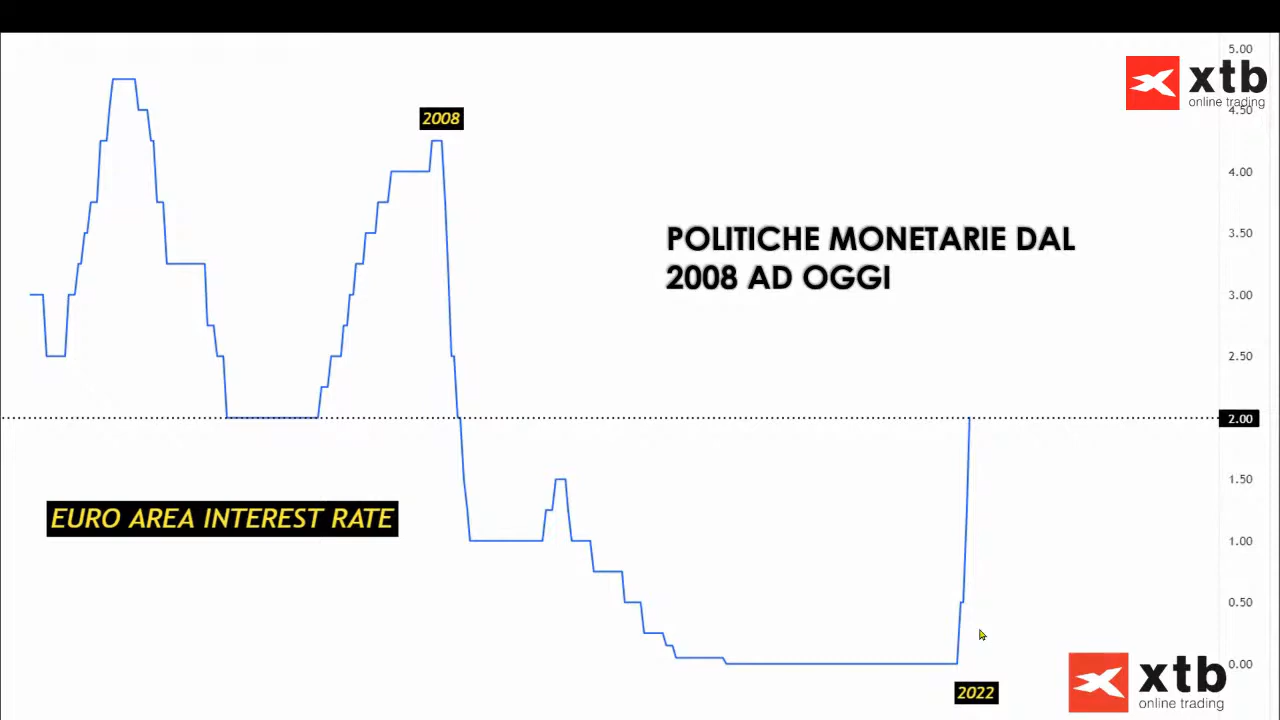 5.00
xtb
online trading
4.50
2008
4.00
POLITICHE MONETARIE DAL
2008 AD OGGI
3.50
3.00
2.50
2.00
1.50
EURO AREA INTEREST RATE
1.00
0.50
0.00
xtb
online trading
2022